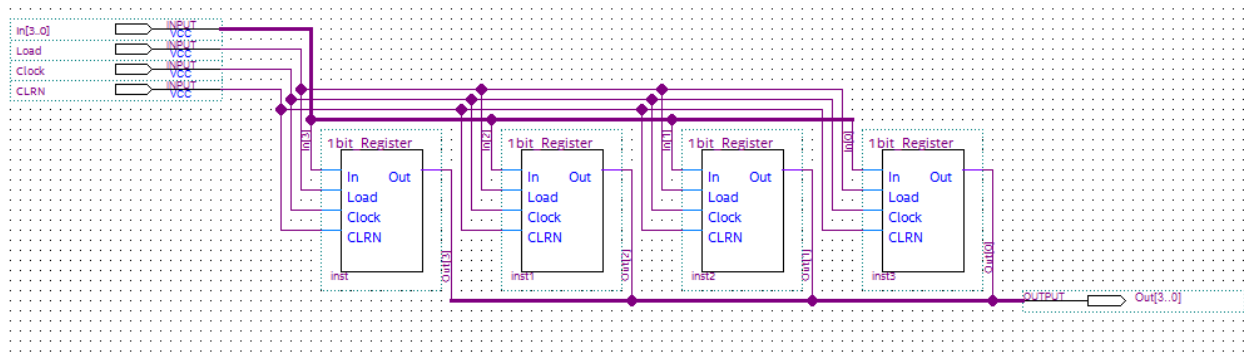 In[3..0] INPUT VCC
Load INPUT VCC
Clock INPUT VCC
CLRN INPUT VCC
In[3] In[2] In[1] In[0]
1bit_Register 1bit_Register 1bit_Register 1bit_Register
In Out In Out In Out In Out
Load Load Load Load
Clock Clock Clock Clock
CLRN CLRN CLRN CLRN
Out[3] Out[2] Out[1] Out[0]
inst inst1 inst2 inst3
OUTPUT Out[3..0]